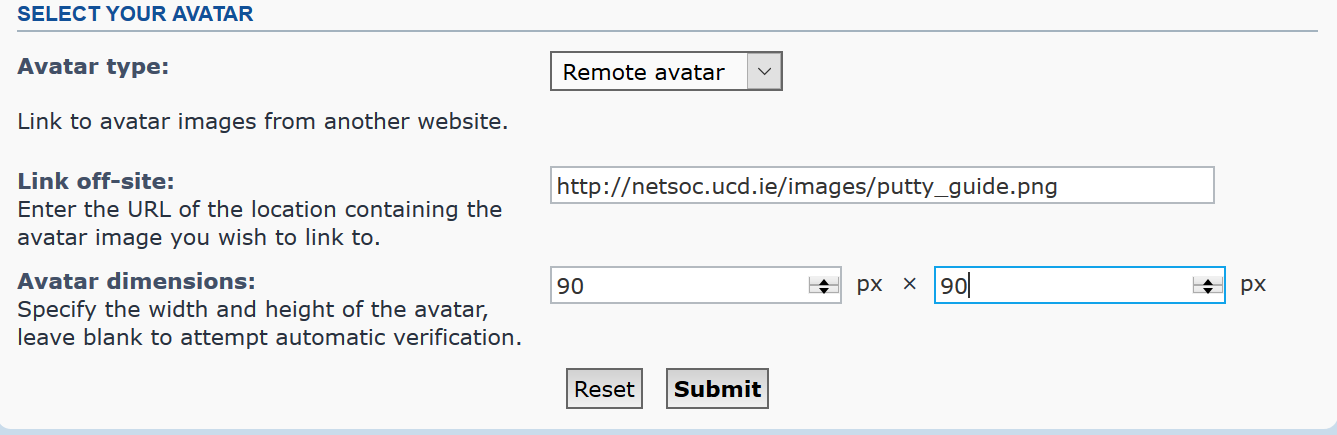 SELECT YOUR AVATAR
Avatar type:
Remote avatar
Link to avatar images from another website.
Link off-site:
http://netsoc.ucd.ie/images/putty_guide.png
Enter the URL of the location containing the
avatar image you wish to link to.
Avatar dimensions:
90 px × 90 px
Specify the width and height of the avatar,
leave blank to attempt automatic verification.
Reset Submit